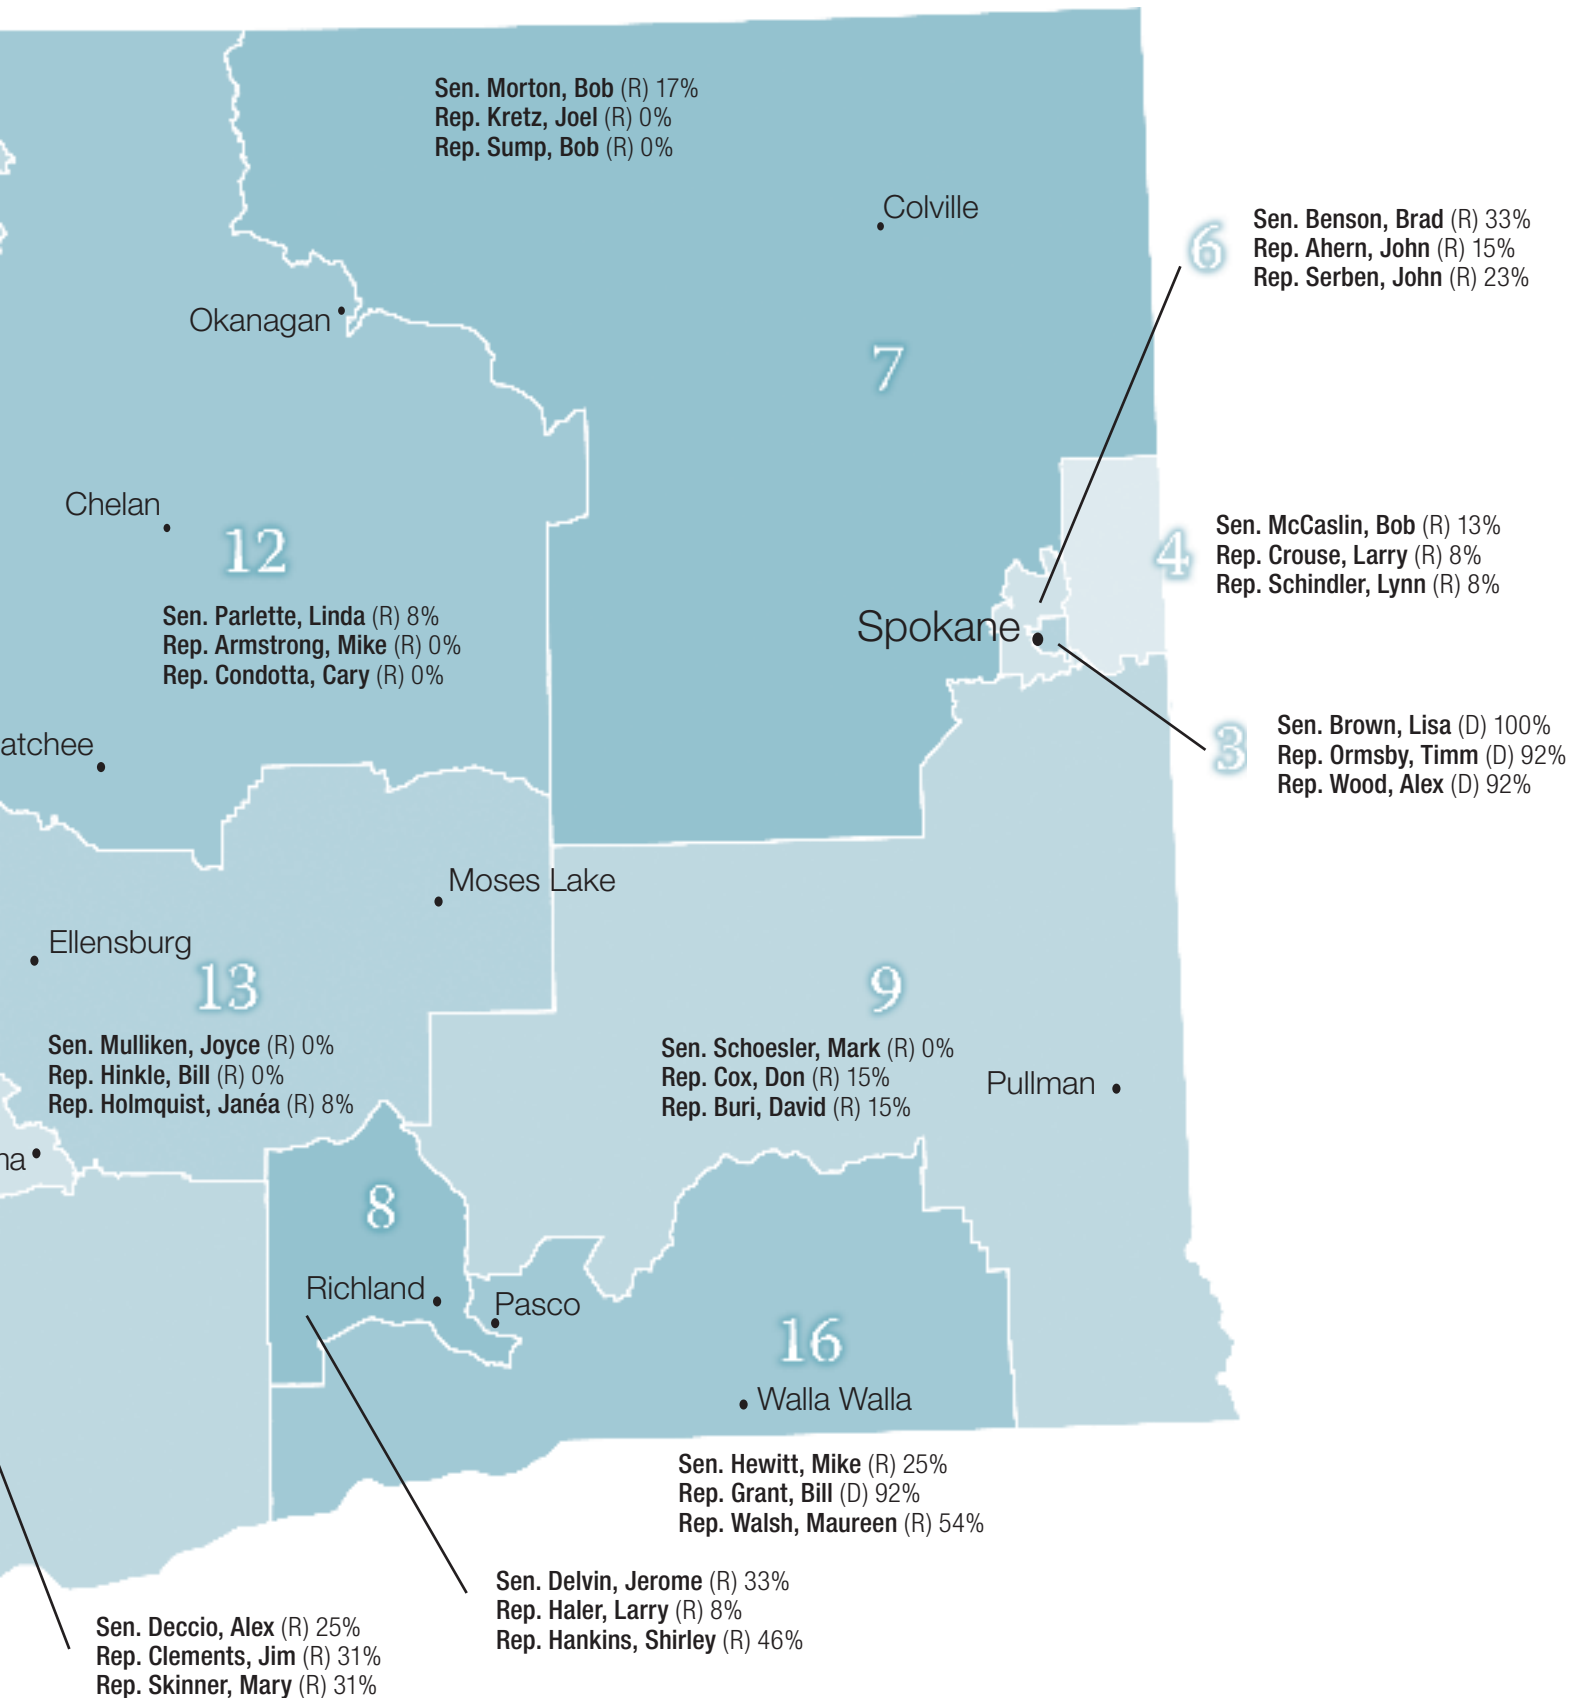 Sen. Morton, Bob (R) 17%
Rep. Kretz, Joel (R) 0%
Rep. Sump, Bob (R) 0%
Colville
6
Sen. Benson, Brad (R) 33%
Rep. Ahern, John (R) 15%
Rep. Serben, John (R) 23%
Okanagan
7
Chelan
12
Sen. Parlette, Linda (R) 8%
Rep. Armstrong, Mike (R) 0%
Rep. Condotta, Cary (R) 0%
4
Sen. McCaslin, Bob (R) 13%
Rep. Crouse, Larry (R) 8%
Rep. Schindler, Lynn (R) 8%
Spokane
atchee
3
Sen. Brown, Lisa (D) 100%
Rep. Ormsby, Timm (D) 92%
Rep. Wood, Alex (D) 92%
Moses Lake
Ellensburg
13
Sen. Mulliken, Joyce (R) 0%
Rep. Hinkle, Bill (R) 0%
Rep. Holmquist, Janéa (R) 8%
9
Sen. Schoesler, Mark (R) 0%
Rep. Cox, Don (R) 15%
Rep. Buri, David (R) 15%
Pullman
na
8
Richland
Pasco
16
Walla Walla
Sen. Hewitt, Mike (R) 25%
Rep. Grant, Bill (D) 92%
Rep. Walsh, Maureen (R) 54%
Sen. Delvin, Jerome (R) 33%
Rep. Haler, Larry (R) 8%
Rep. Hankins, Shirley (R) 46%
Sen. Deccio, Alex (R) 25%
Rep. Clements, Jim (R) 31%
Rep. Skinner, Mary (R) 31%